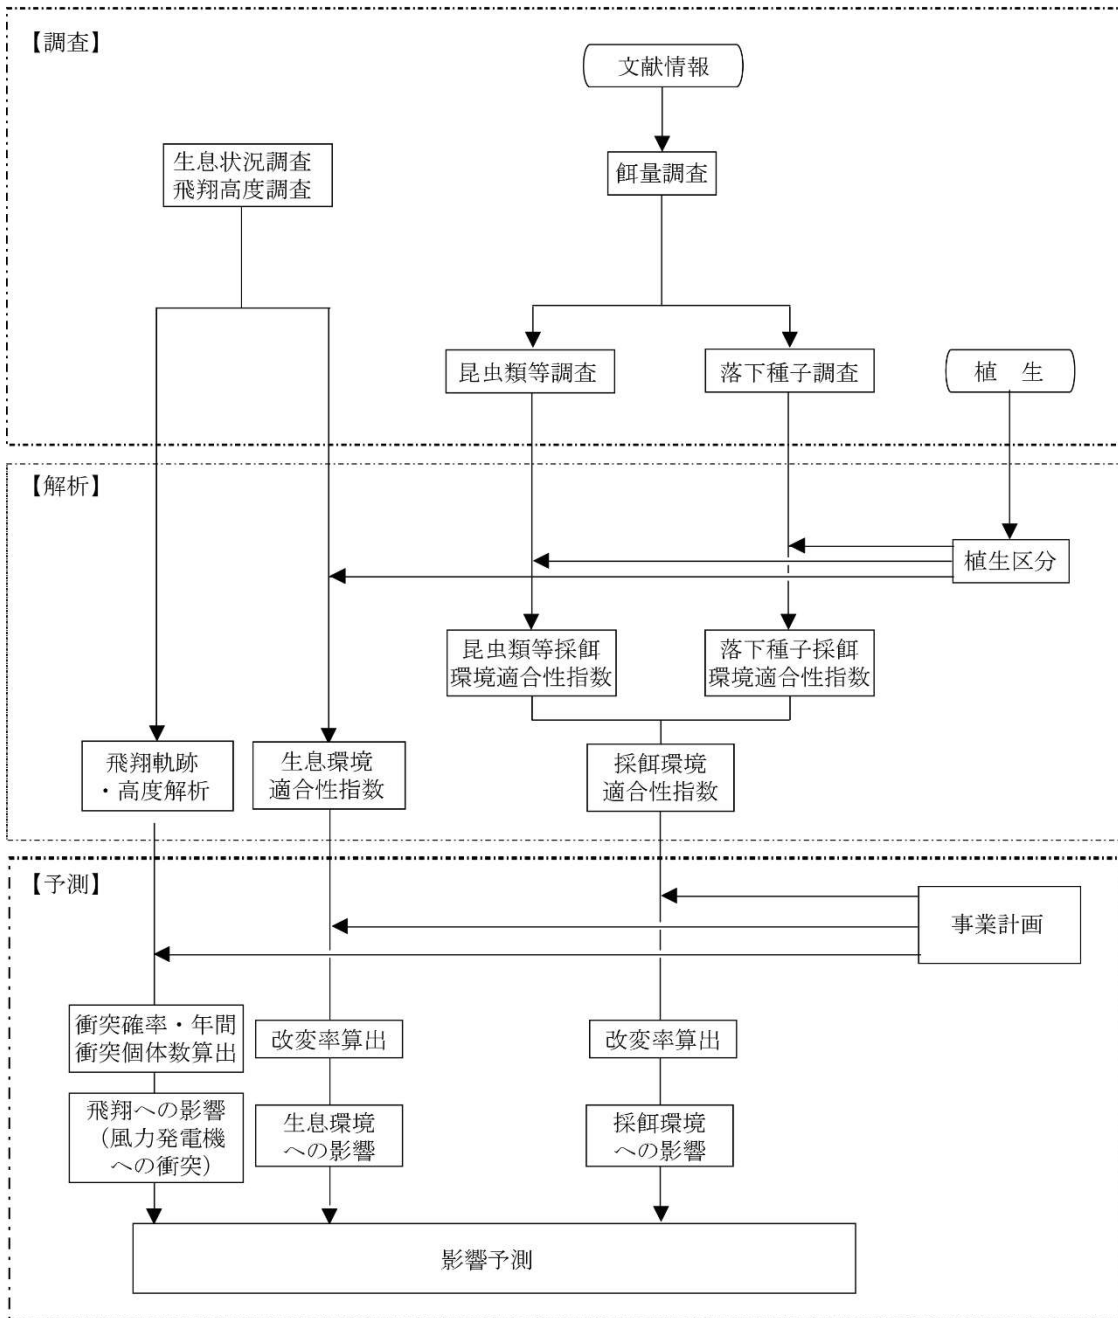 【調査】
文献情報
生息状況調査
飛翔高度調査
餌量調査
昆虫類等調査
落下種子調査
植　生
【解析】
植生区分
昆虫類等採餌
環境適合性指数
落下種子採餌
環境適合性指数
飛翔軌跡
・高度解析
生息環境
適合性指数
採餌環境
適合性指数
【予測】
事業計画
衝突確率・年間
衝突個体数算出
改変率算出
改変率算出
飛翔への影響
（風力発電機
への衝突）
生息環境
への影響
採餌環境
への影響
影響予測